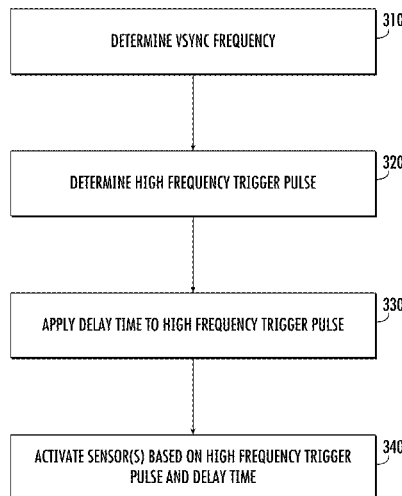 310
DETERMINE VSYNC FREQUENCY
320
DETERMINE HIGH FREQUENCY TRIGGER PULSE
330
APPLY DELAY TIME TO HIGH FREQUENCY TRIGGER PULSE
340
ACTIVATE SENSOR(S) BASED ON HIGH FREQUENCY TRIGGER
PULSE AND DELAY TIME